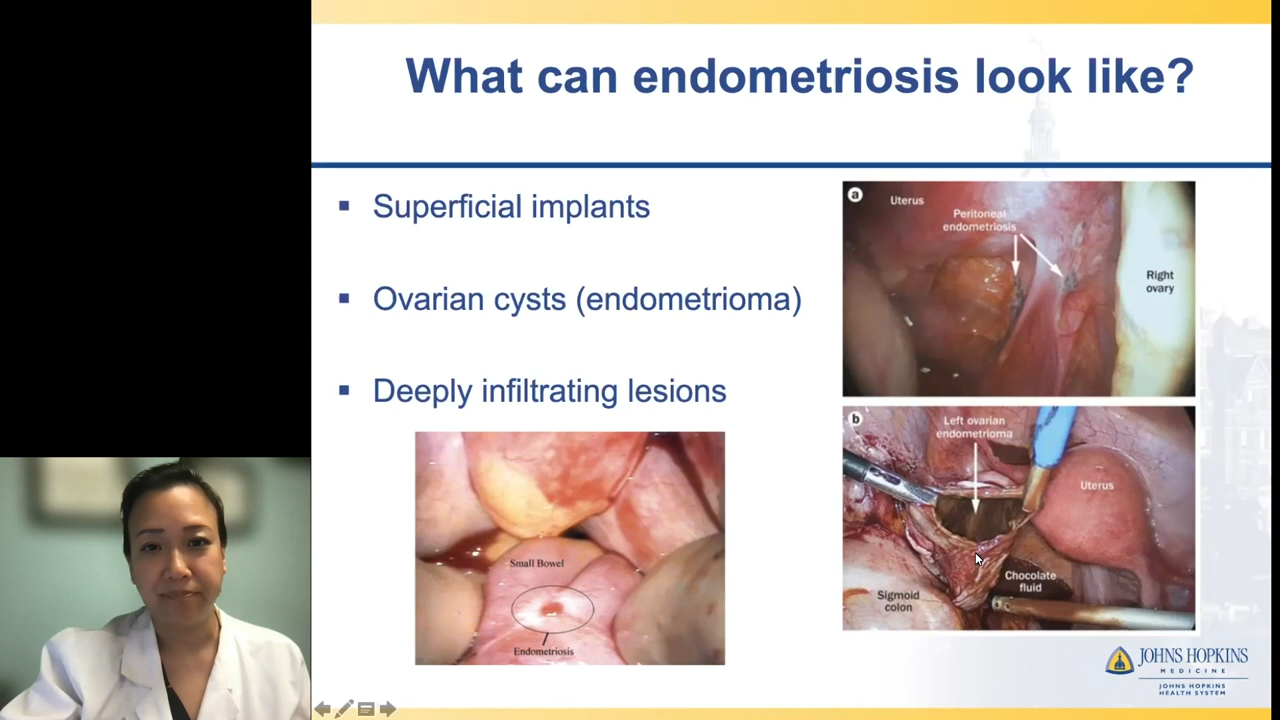 What can endometriosis look like?
▪ Superficial implants
▪ Ovarian cysts (endometrioma)
▪ Deeply infiltrating lesions
Small Bowel
Endometriosis
a
Uterus
Peritoneal
endometriosis
Right
ovary
b
Left ovarian
endometrioma
Uterus
Chocolate
fluid
Sigmoid
colon
JOHNS HOPKINS
MEDICINE
JOHNS HOPKINS
HEALTH SYSTEM